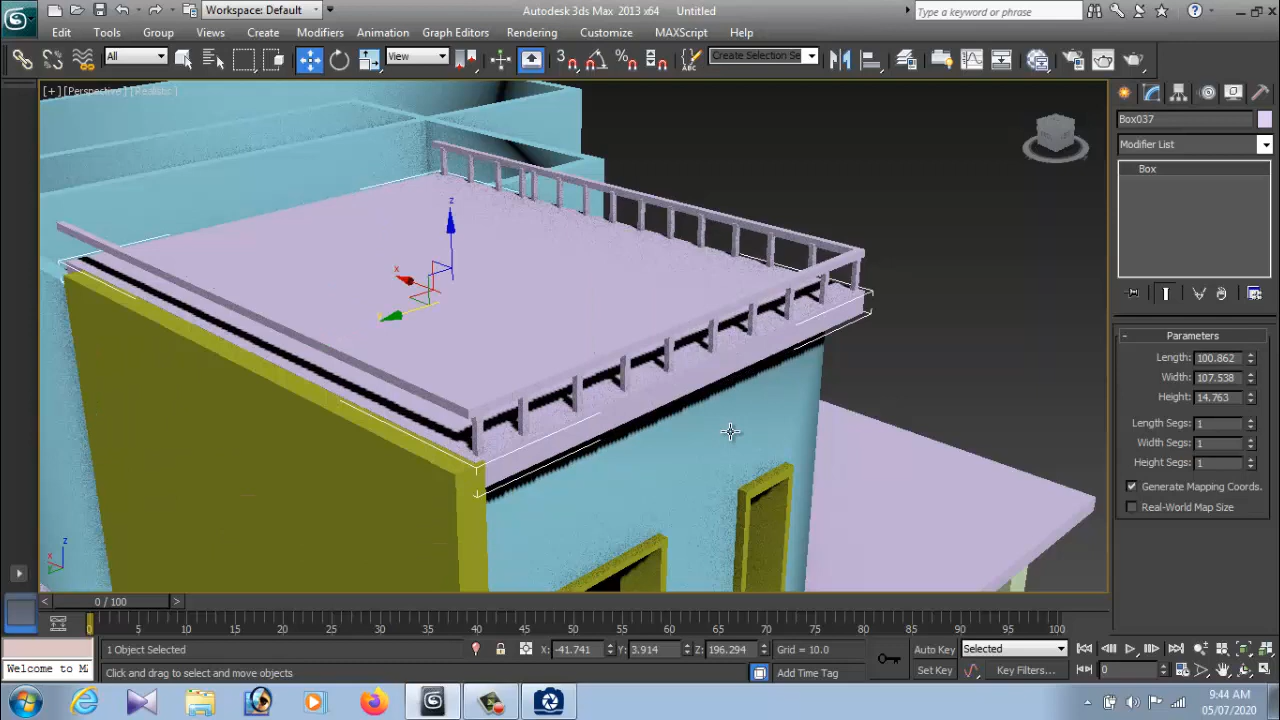 Workspace: Default
Autodesk 3ds Max 2013 x64
Untitled
Type a keyword or phrase
Edit
Tools
Group
Views
Create
Modifiers
Animation
Graph Editors
Rendering
Customize
MAXScript
Help
All
View
Create Selection Se
[+][Perspective][Realistic]
Box037
Modifier List
Box
Parameters
Length: 100.862
Width: 107.538
Height: 14.763
Length Segs: 1
Width Segs: 1
Height Segs: 1
Generate Mapping Coords.
Real-World Map Size
z
x
z
x
0 / 100
0 5 10 15 20 25 30 35 40 45 50 55 60 65 70 75 80 85 90 95 100
1 Object Selected
X: -41.741
Y: 3.914
Z: 196.294
Grid = 10.0
Auto Key
Selected
Welcome to M
Click and drag to select and move objects
Add Time Tag
Set Key
Key Filters...
0
9:44 AM
05/07/2020